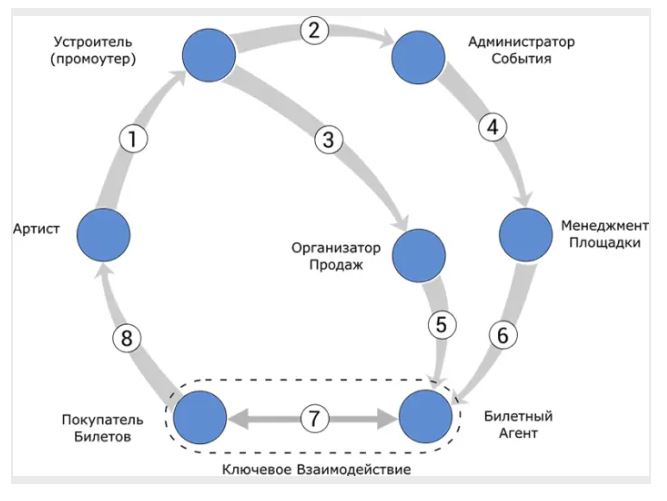 Устроитель
(промоутер)
2
Администратор
События
1
3
4
Артист
Организатор
Продаж
Менеджмент
Площадки
5
6
8
Покупатель
Билетов
7
Билетный
Агент
Ключевое Взаимодействие